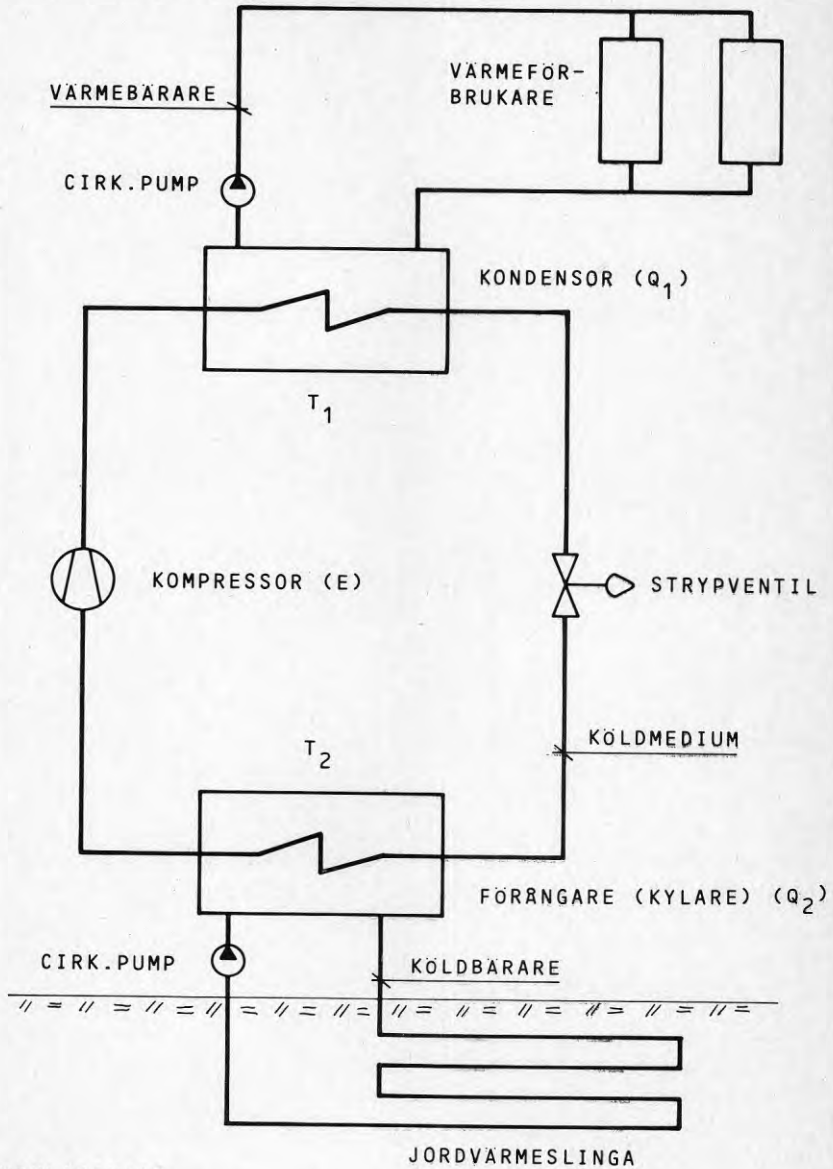 VÄRMEFÖR-
BRUKARE
VÄRMEBÄRARE
CIRK.PUMP
KONDENSOR (Q1)
T1
KOMPRESSOR (E)
STRYPVENTIL
T2
KÖLDMEDIUM
FÖRÅNGARE (KYLARE) (Q2)
CIRK.PUMP
KÖLDBÄRARE
JORDVÄRMESLINGA